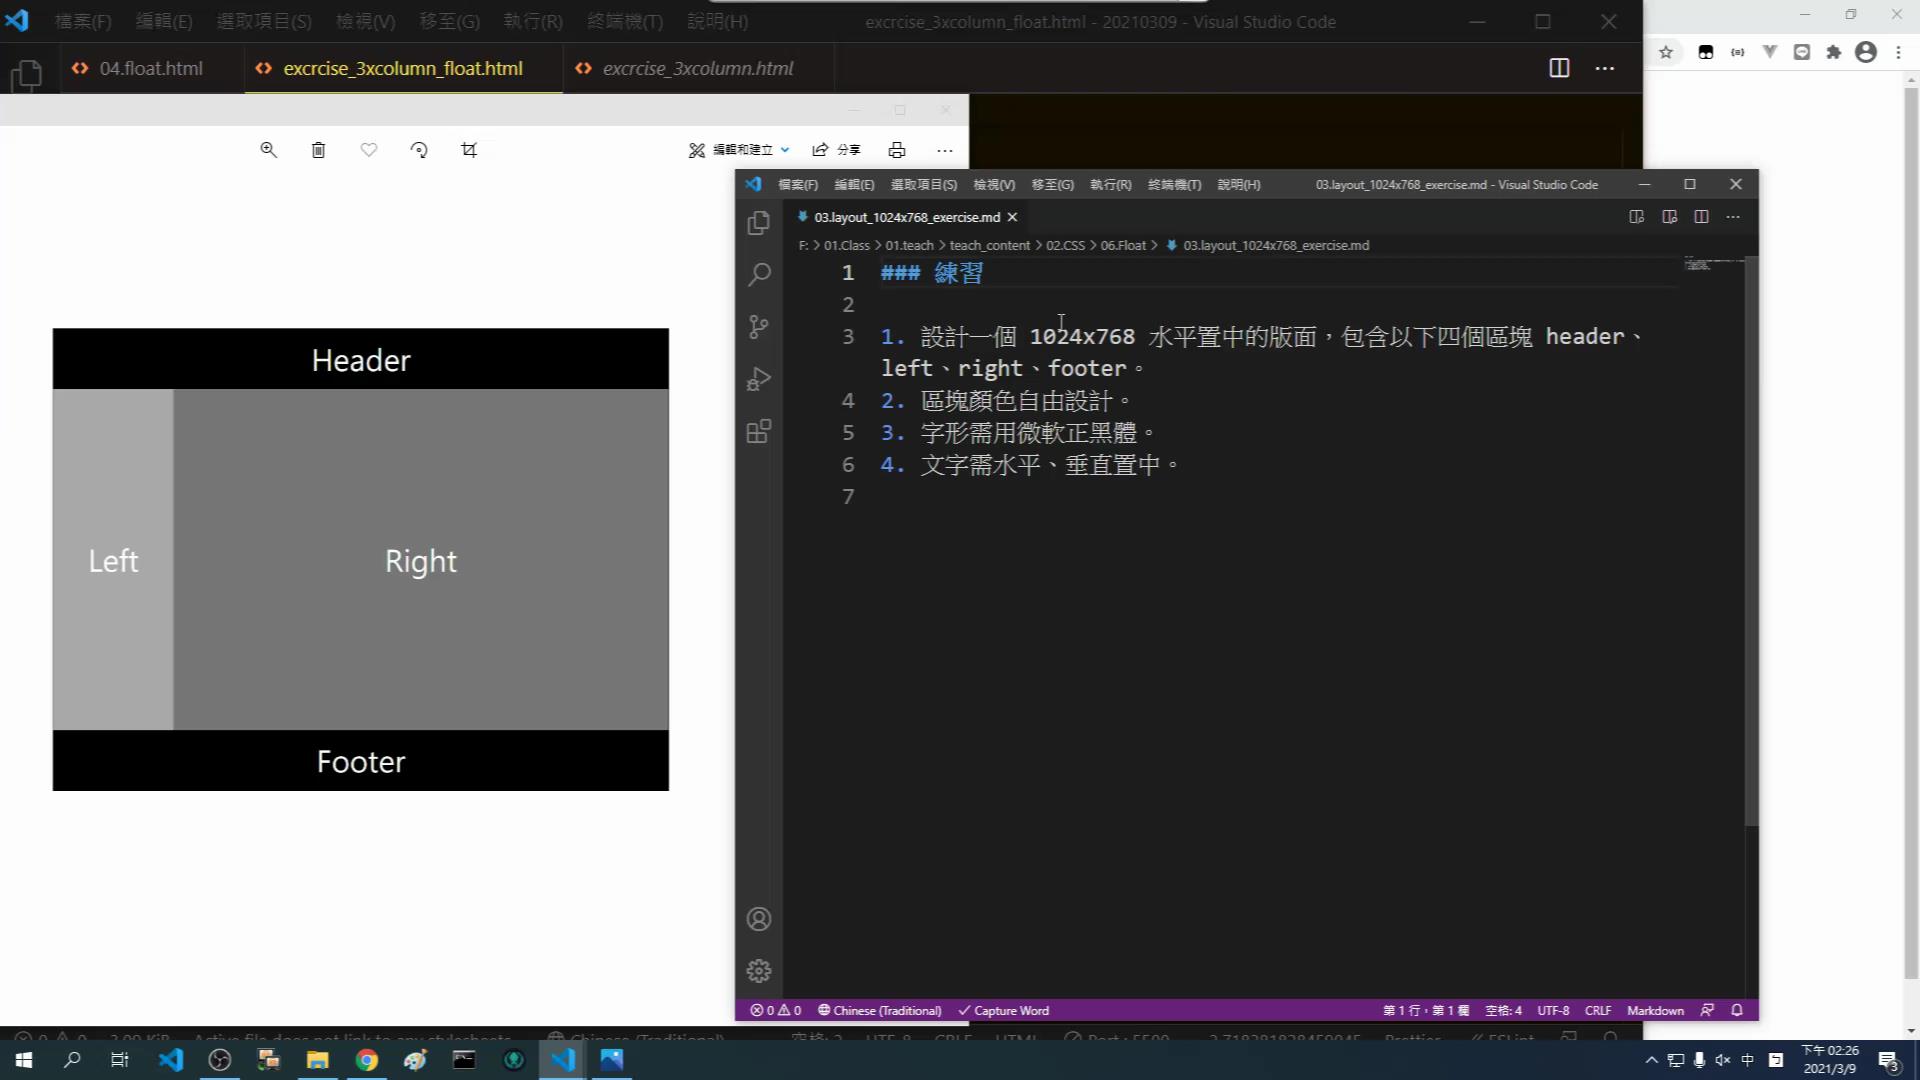 檔案(F) 編輯(E) 選取項目(S) 檢視(V) 移至(G) 執行(R) 終端機(T) 說明(H) excrcise_3xcolumn_float.html - 20210309 - Visual Studio Code
04.float.html excrcise_3xcolumn_float.html excrcise_3xcolumn.html
編輯和建立 分享
Header
Left
Right
Footer
檔案(F) 編輯(E) 選取項目(S) 檢視(V) 移至(G) 執行(R) 終端機(T) 說明(H) 03.layout_1024x768_exercise.md - Visual Studio Code
03.layout_1024x768_exercise.md
F: > 01.Class > 01.teach > teach_content > 02.CSS > 06.Float > 03.layout_1024x768_exercise.md
1 ### 練習
2
3 1. 設計一個 1024x768 水平置中的版面，包含以下四個區塊 header、
left、right、footer。
4 2. 區塊顏色自由設計。
5 3. 字形需用微軟正黑體。
6 4. 文字需水平、垂直置中。
7
0 0 Chinese (Traditional) Capture Word 第 1 行，第 1 欄 空格: 4 UTF-8 CRLF Markdown
中 下午 02:26
2021/3/9
3